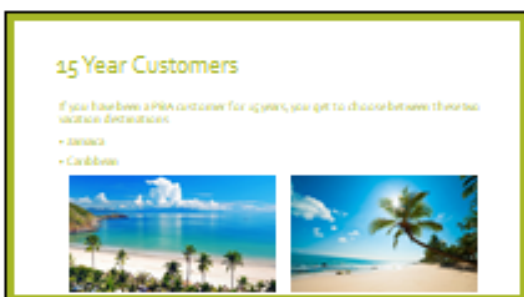 15 Year Customers
If you have been a PBA customer for 15 years, you get to choose between these two
vacation destinations
• Jamaica
• Caribbean